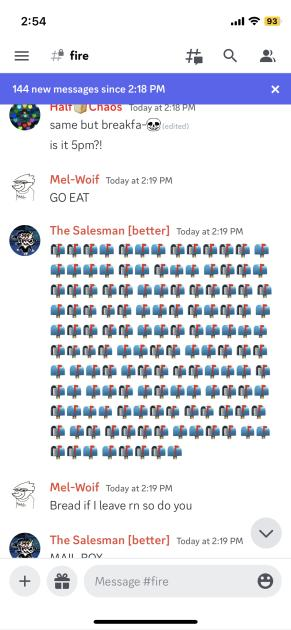 2:54
93
fire
144 new messages since 2:18 PM
Half Chaos Today at 2:18 PM
same but breakfa- (edited)
is it 5pm?!
Mel-Woif Today at 2:19 PM
GO EAT
The Salesman [better] Today at 2:19 PM
Mel-Woif Today at 2:19 PM
Bread if I leave rn so do you
The Salesman [better] Today at 2:19 PM
MAIL BOX
Message #fire